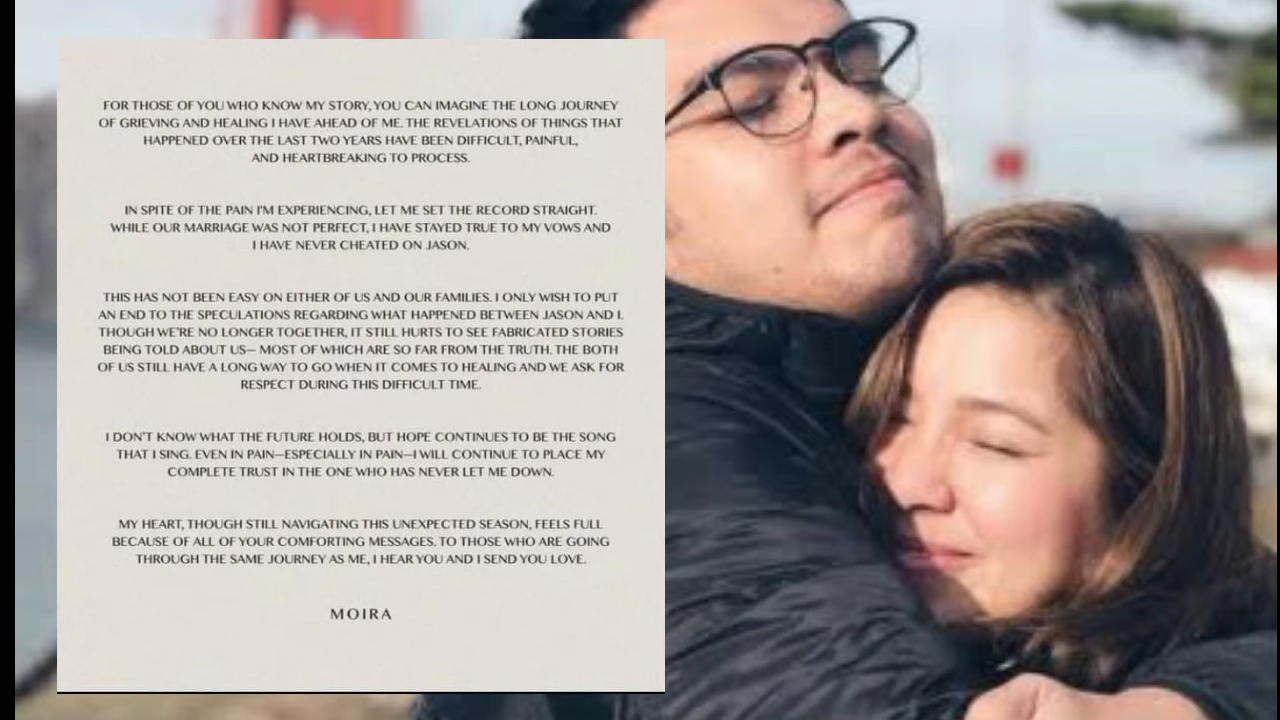 FOR THOSE OF YOU WHO KNOW MY STORY, YOU CAN IMAGINE THE LONG JOURNEY
OF GRIEVING AND HEALING I HAVE AHEAD OF ME. THE REVELATIONS OF THINGS THAT
HAPPENED OVER THE LAST TWO YEARS HAVE BEEN DIFFICULT, PAINFUL,
AND HEARTBREAKING TO PROCESS.
IN SPITE OF THE PAIN I'M EXPERIENCING, LET ME SET THE RECORD STRAIGHT.
WHILE OUR MARRIAGE WAS NOT PERFECT, I HAVE STAYED TRUE TO MY VOWS AND
I HAVE NEVER CHEATED ON JASON.
THIS HAS NOT BEEN EASY ON EITHER OF US AND OUR FAMILIES. I ONLY WISH TO PUT
AN END TO THE SPECULATIONS REGARDING WHAT HAPPENED BETWEEN JASON AND I.
THOUGH WE'RE NO LONGER TOGETHER, IT STILL HURTS TO SEE FABRICATED STORIES
BEING TOLD ABOUT US— MOST OF WHICH ARE SO FAR FROM THE TRUTH. THE BOTH
OF US STILL HAVE A LONG WAY TO GO WHEN IT COMES TO HEALING AND WE ASK FOR
RESPECT DURING THIS DIFFICULT TIME.
I DON'T KNOW WHAT THE FUTURE HOLDS, BUT HOPE CONTINUES TO BE THE SONG
THAT I SING. EVEN IN PAIN—ESPECIALLY IN PAIN—I WILL CONTINUE TO PLACE MY
COMPLETE TRUST IN THE ONE WHO HAS NEVER LET ME DOWN.
MY HEART, THOUGH STILL NAVIGATING THIS UNEXPECTED SEASON, FEELS FULL
BECAUSE OF ALL OF YOUR COMFORTING MESSAGES. TO THOSE WHO ARE GOING
THROUGH THE SAME JOURNEY AS ME, I HEAR YOU AND I SEND YOU LOVE.
MOIRA